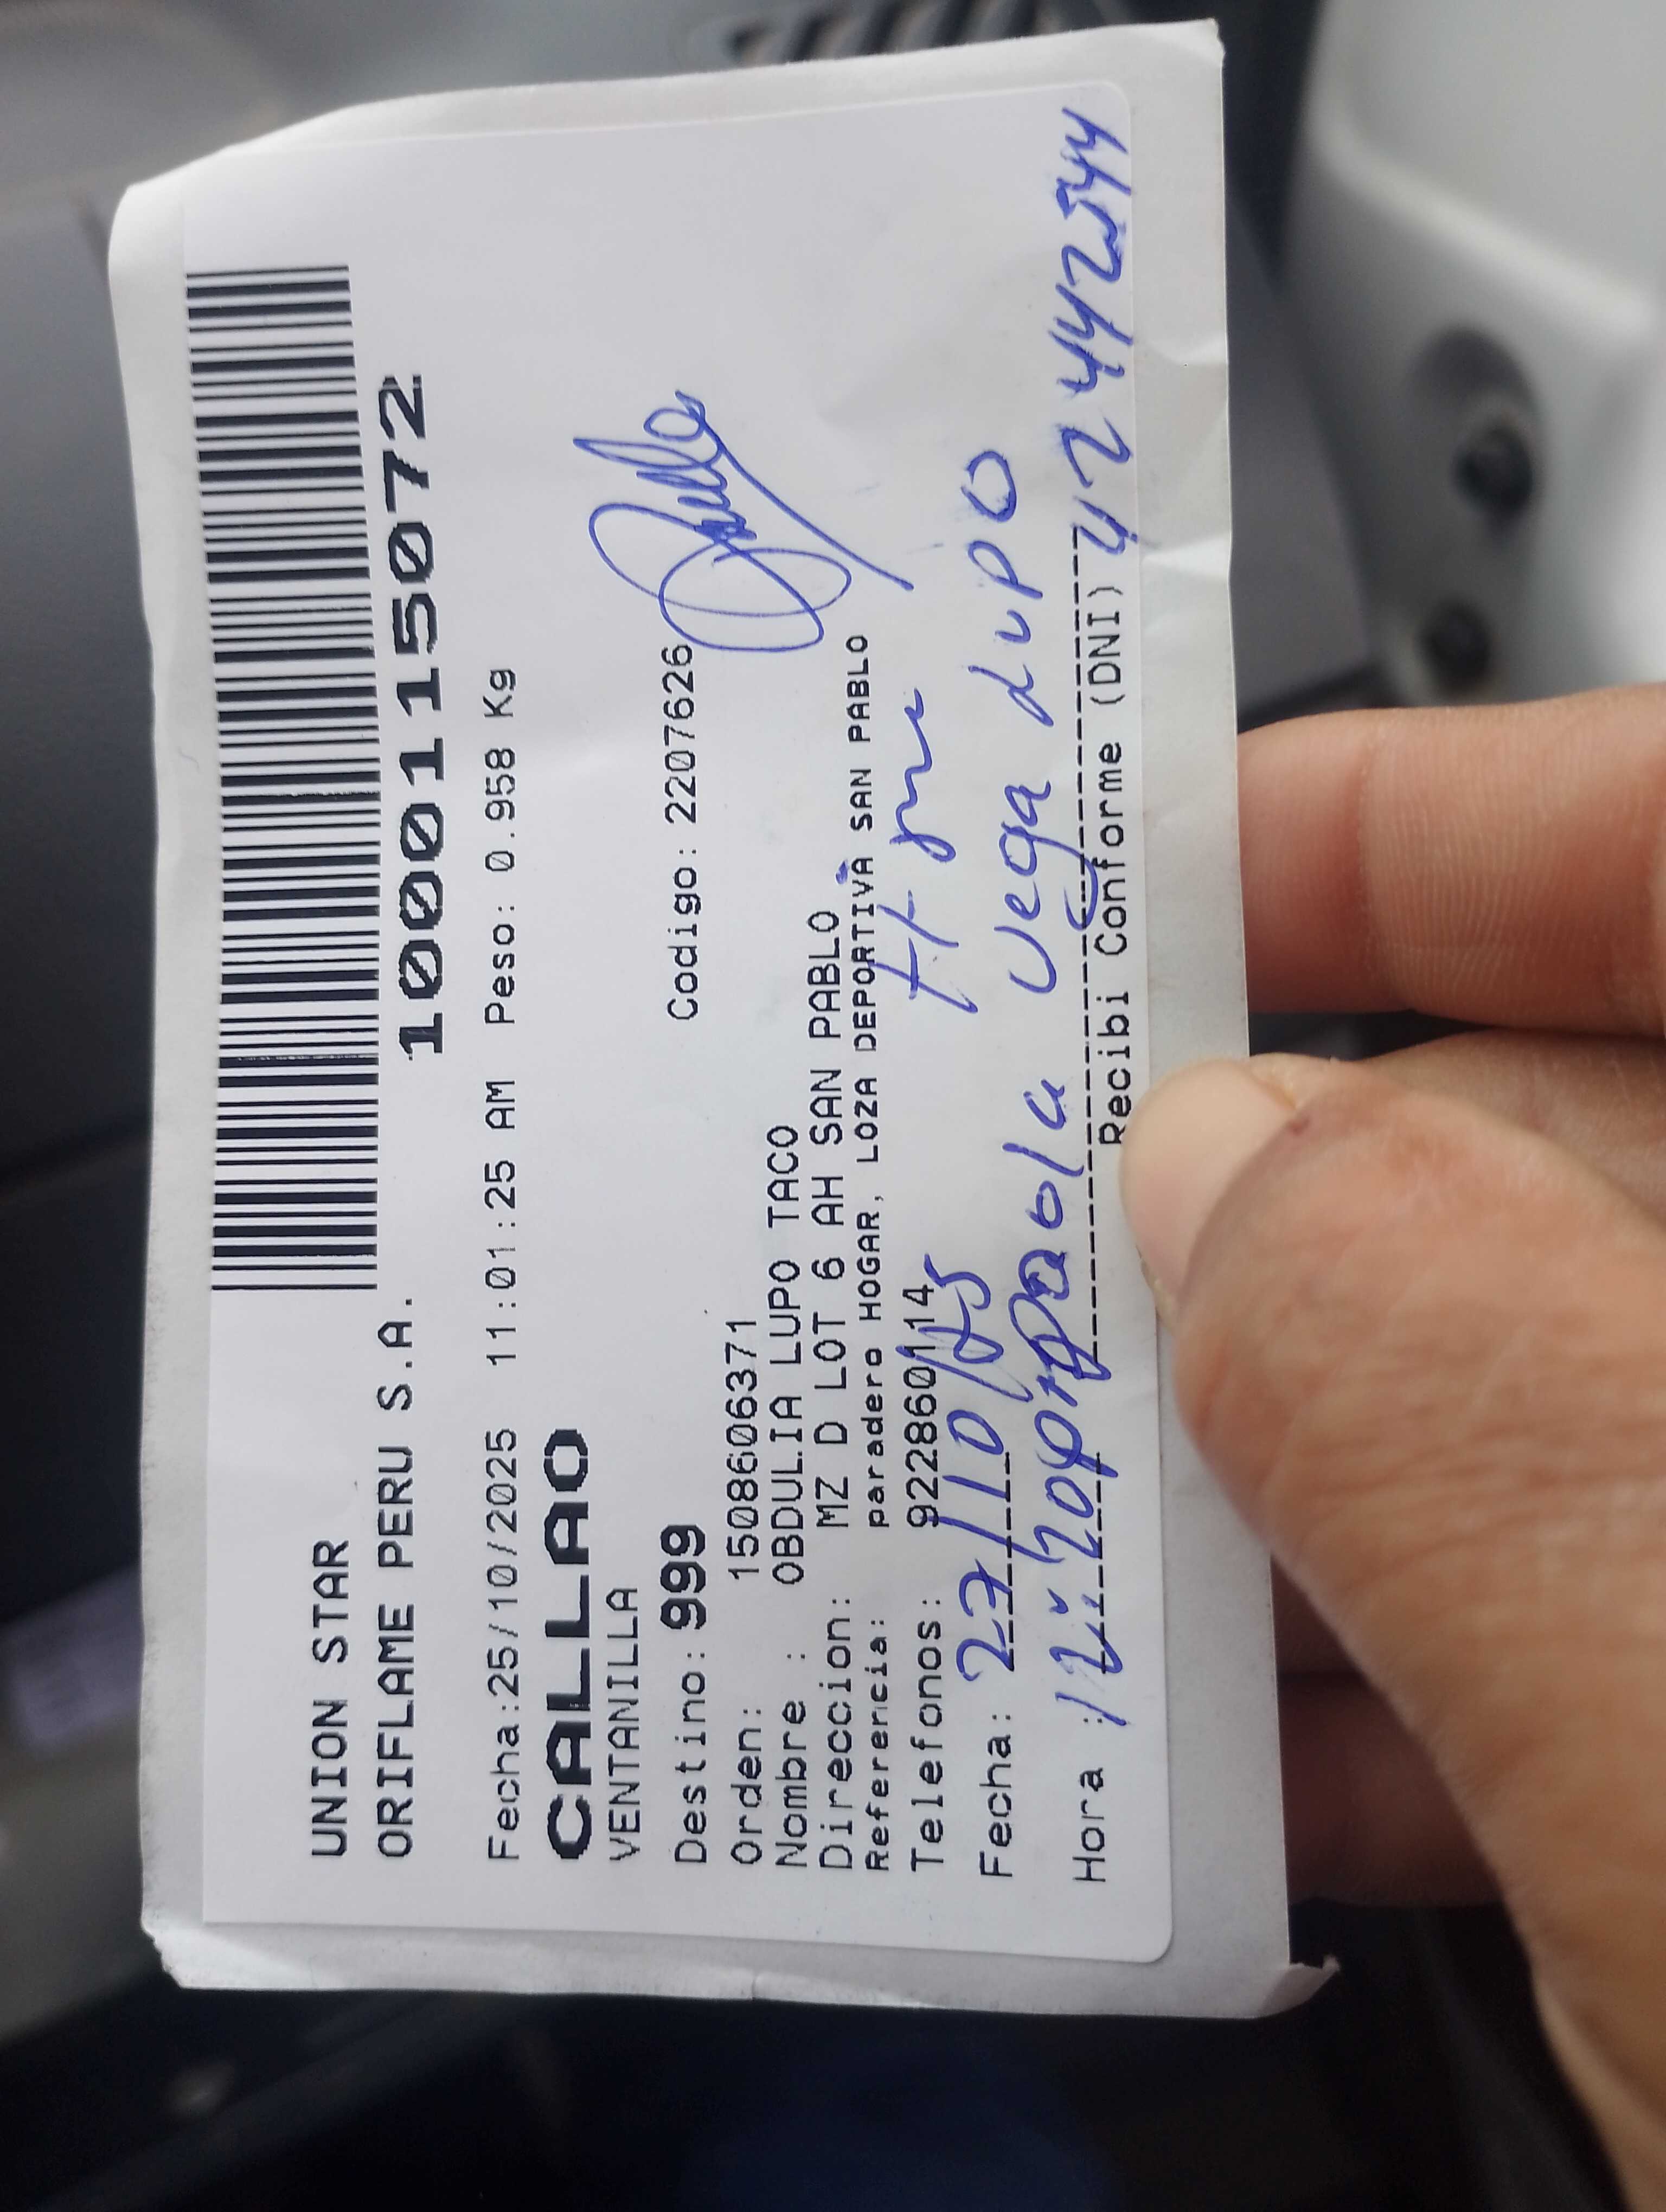 UNION STAR
ORIFLAME PERU S.A.
1000115072
Fecha:25/10/2025 11:01:25 AM Peso: 0.958 Kg
CALLAO
VENTANILLA
Destino: 999 Codigo: 2207626
Orden: 1508606371
Nombre : OBDULIA LUPO TACO
Direccion: MZ D LOT 6 AH SAN PABLO
Referencia: paradero HOGAR, LOZA DEPORTIVA SAN PABLO
Telefonos: 922860114
Fecha: 27/10/25
Hora : 12:20pm Paola Vega Lupo
Recibi Conforme (DNI) 42442544